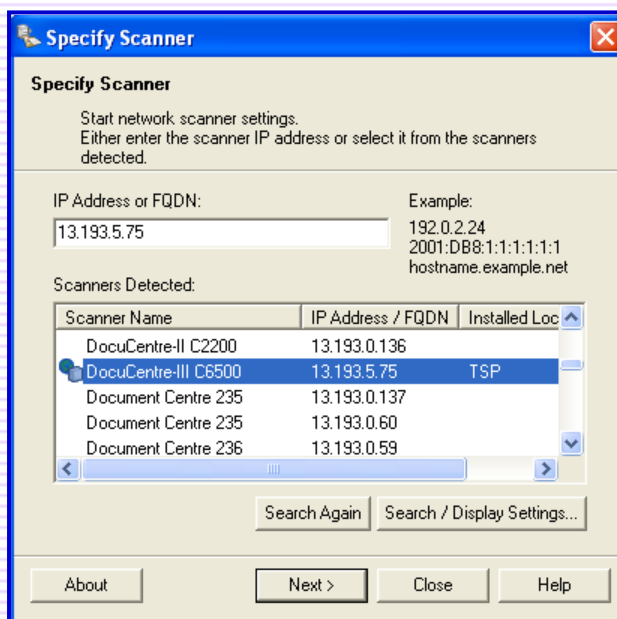 Specify Scanner
Specify Scanner
Start network scanner settings.
Either enter the scanner IP address or select it from the scanners
detected.
IP Address or FQDN:
13.193.5.75
Example:
192.0.2.24
2001:DB8:1:1:1:1:1:1
hostname.example.net
Scanners Detected:
Scanner Name IP Address / FQDN Installed Loc
DocuCentre-II C2200 13.193.0.136
DocuCentre-III C6500 13.193.5.75 TSP
Document Centre 235 13.193.0.137
Document Centre 235 13.193.0.60
Document Centre 236 13.193.0.59
Search Again Search / Display Settings...
About Next > Close Help